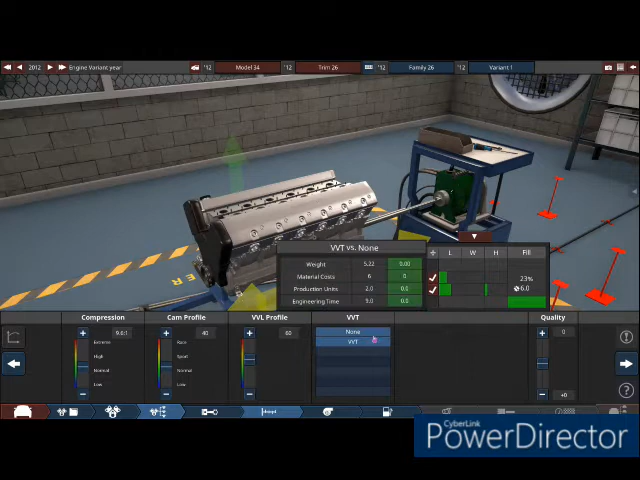 2012 Engine Variant year '12 Model 34 '12 Trim 26 '12 Family 26 '12 Variant 1
VVT vs. None
Weight 5.22 0.00
Material Costs 6 0
Production Units 2.0 0.0
Engineering Time 9.0 0.0
+ L W H Fill
23%
6.0
Compression
9.6:1
Extreme
High
Normal
Low
Cam Profile
40
Race
Sport
Normal
Low
VVL Profile
60
VVT
None
VVT
Quality
0
+0
CyberLink
PowerDirector